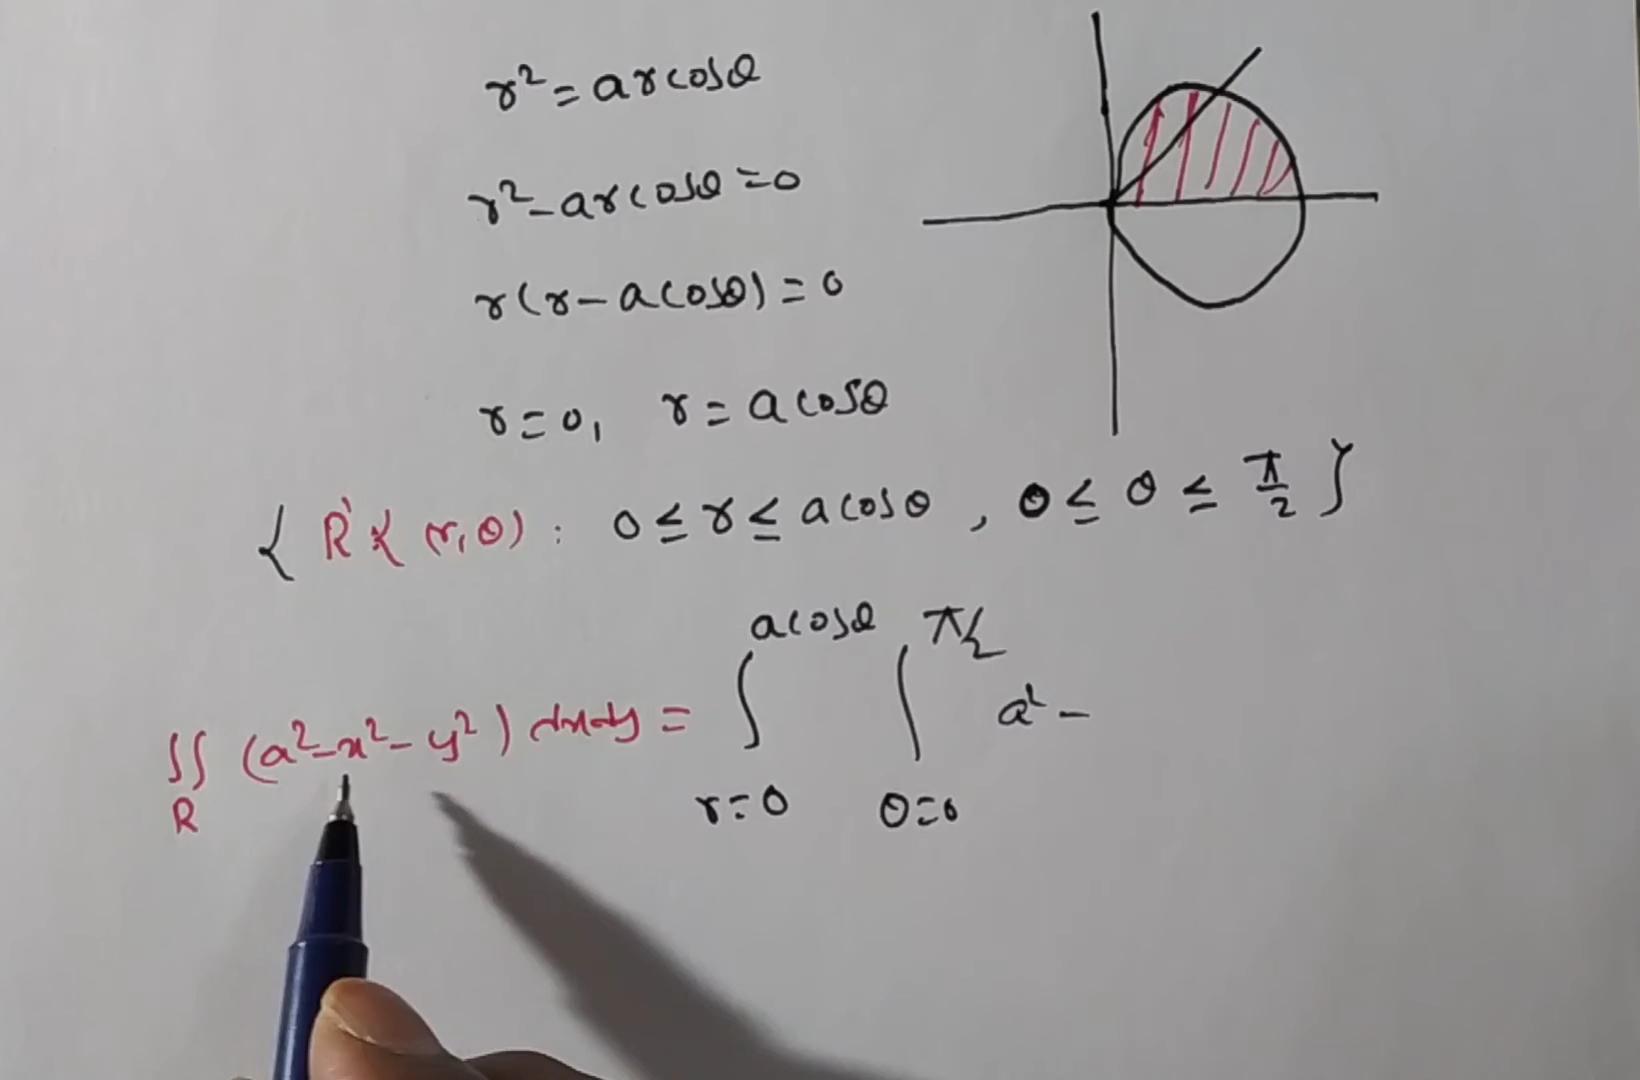 r² = ar cosθ
r² - ar cosθ = 0
r(r - a cosθ) = 0
r = 0, r = a cosθ
{ R' { (r, θ) : 0 ≤ r ≤ a cosθ , 0 ≤ θ ≤ π/2 }
∬_R (a² - x² - y²) dxdy = ∫_{r=0}^{a cosθ} ∫_{θ=0}^{π/2} a² -